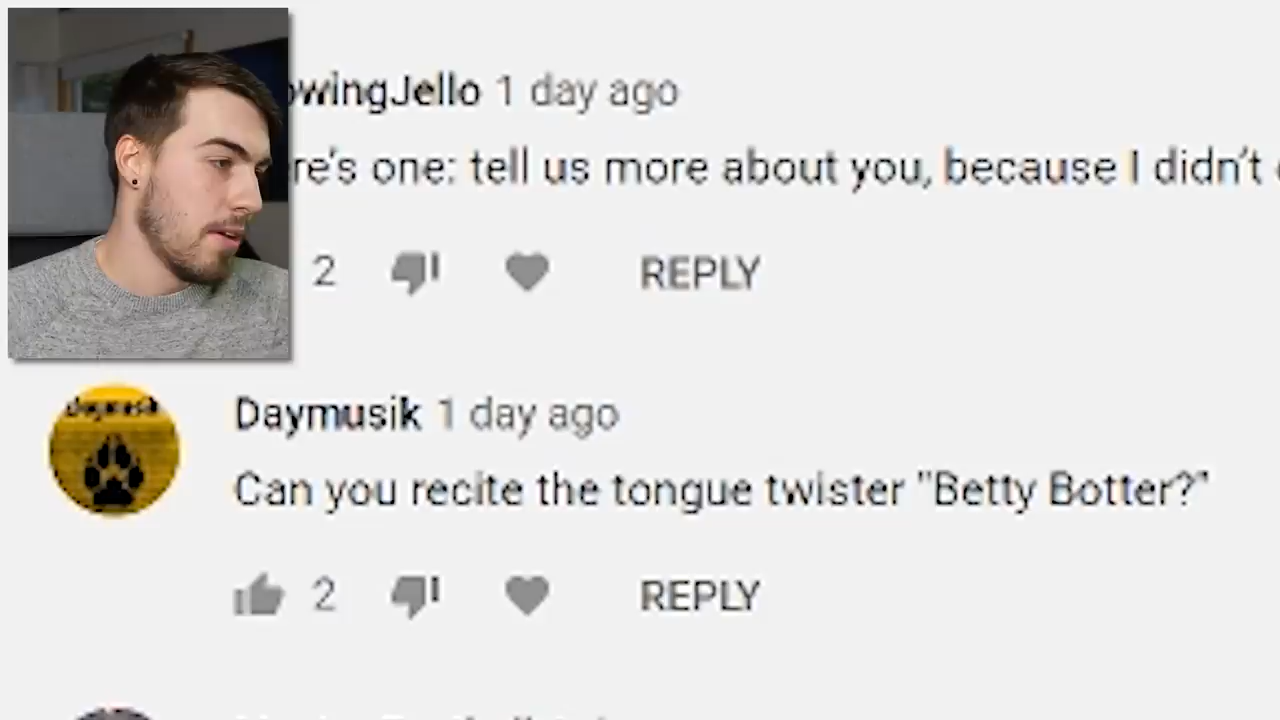 owingJello 1 day ago
re's one: tell us more about you, because I didn't
2 REPLY
Daymusik 1 day ago
Can you recite the tongue twister "Betty Botter?"
2 REPLY